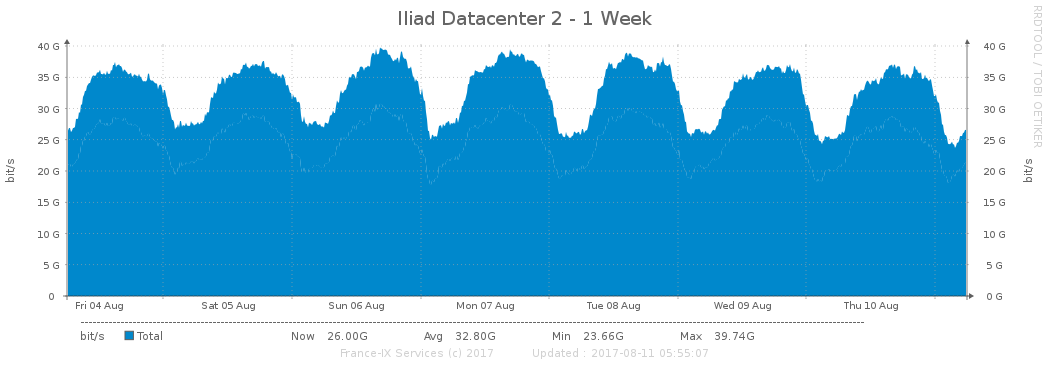 Iliad Datacenter 2 - 1 Week
RRDTOOL / TOBI OETIKER
40 G 40 G
35 G 35 G
30 G 30 G
25 G 25 G
20 G 20 G
15 G 15 G
10 G 10 G
5 G 5 G
0 0 G
bit/s bit/s
Fri 04 Aug Sat 05 Aug Sun 06 Aug Mon 07 Aug Tue 08 Aug Wed 09 Aug Thu 10 Aug
bit/s Total Now 26.00G Avg 32.80G Min 23.66G Max 39.74G
France-IX Services (c) 2017 Updated : 2017-08-11 05:55:07